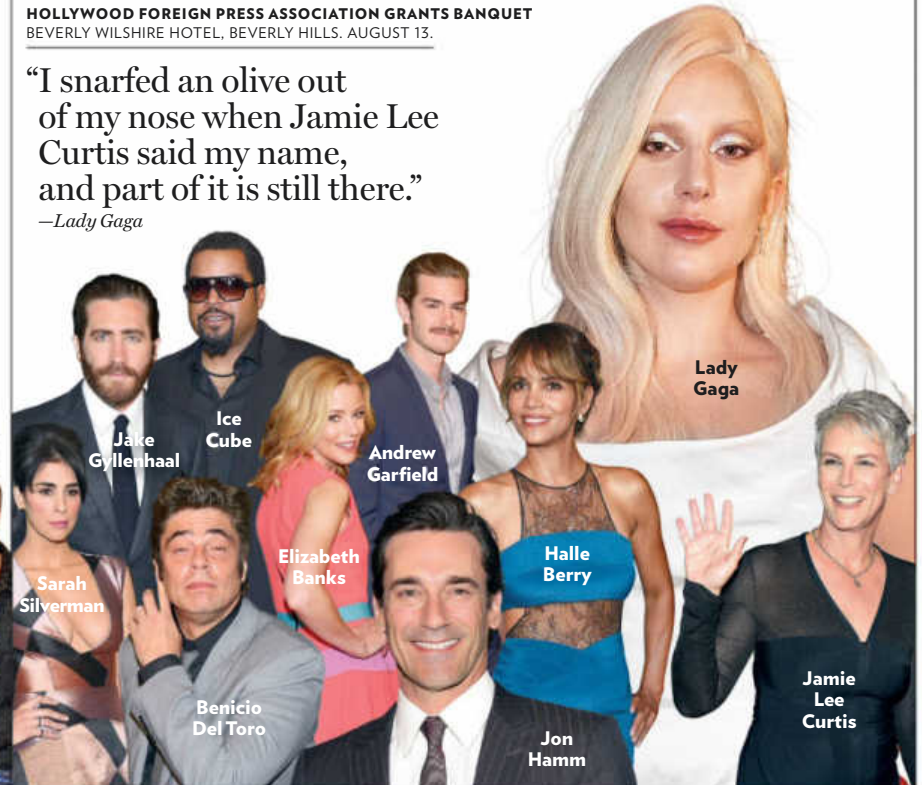 HOLLYWOOD FOREIGN PRESS ASSOCIATION GRANTS BANQUET
BEVERLY WILSHIRE HOTEL, BEVERLY HILLS. AUGUST 13.
“I snarfed an olive out
of my nose when Jamie Lee
Curtis said my name,
and part of it is still there.”
—Lady Gaga
Lady
Gaga
Ice
Cube
Jake
Gyllenhaal
Andrew
Garfield
Elizabeth
Banks
Halle
Berry
Sarah
Silverman
Benicio
Del Toro
Jon
Hamm
Jamie
Lee
Curtis